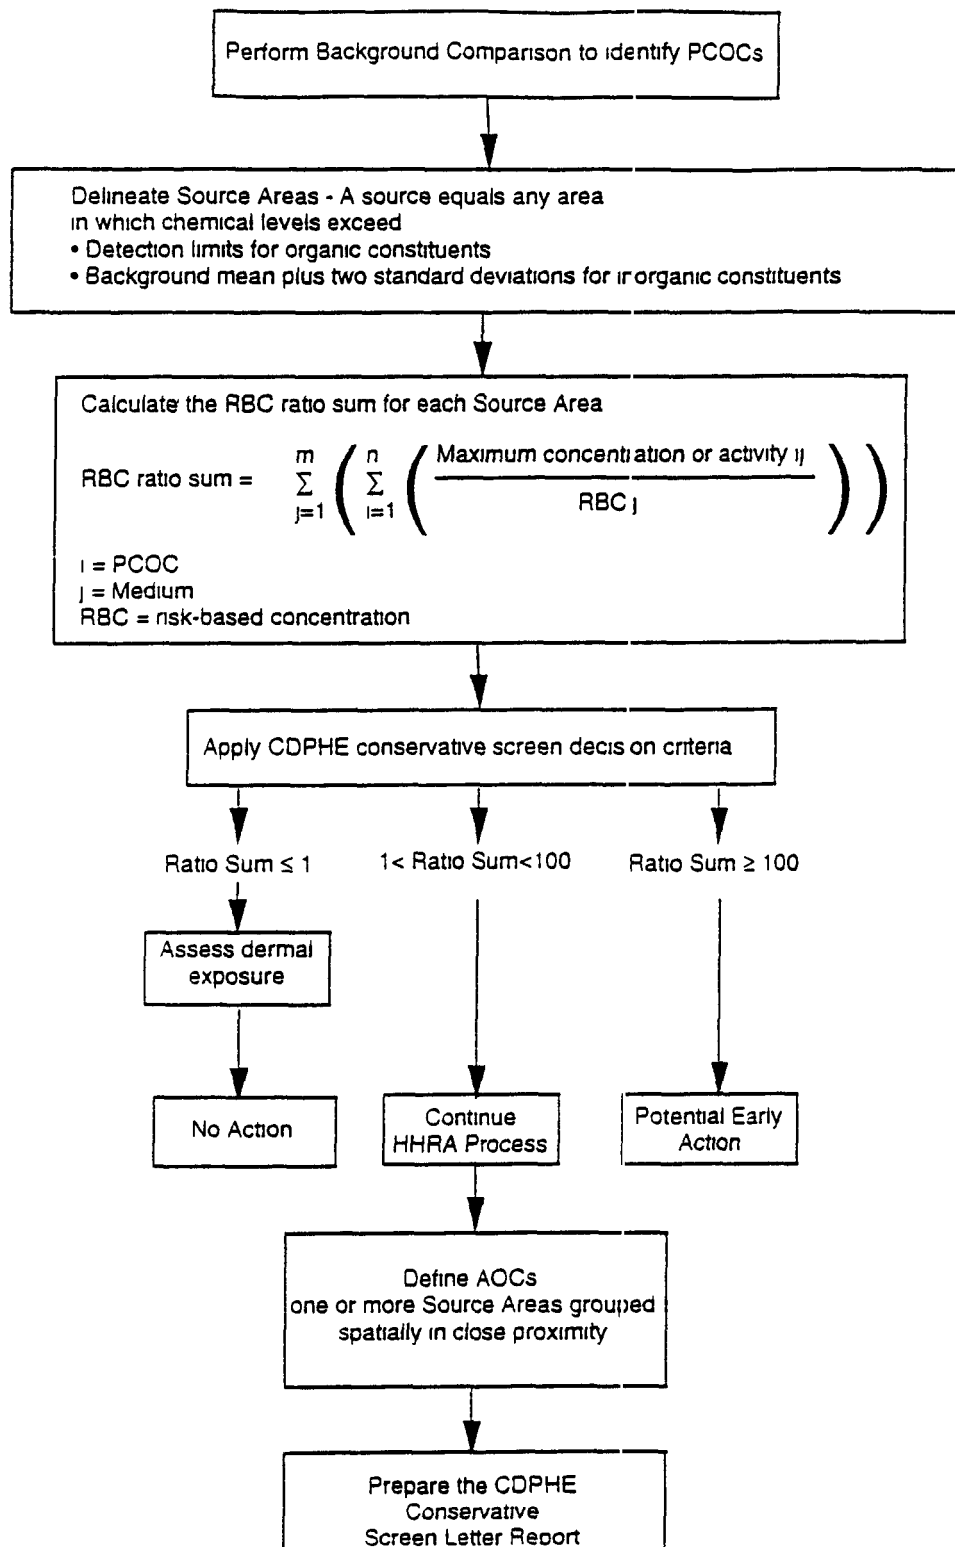 Perform Background Comparison to identify PCOCs
Delineate Source Areas - A source equals any area
in which chemical levels exceed
• Detection limits for organic constituents
• Background mean plus two standard deviations for inorganic constituents
Calculate the RBC ratio sum for each Source Area
RBC ratio sum = m Σ j=1 ( n Σ i=1 ( Maximum concentration or activity ij / RBC j ) )
i = PCOC
j = Medium
RBC = risk-based concentration
Apply CDPHE conservative screen decision criteria
Ratio Sum ≤ 1
1< Ratio Sum<100
Ratio Sum ≥ 100
Assess dermal
exposure
No Action
Continue
HHRA Process
Potential Early
Action
Define AOCs
one or more Source Areas grouped
spatially in close proximity
Prepare the CDPHE
Conservative
Screen Letter Report